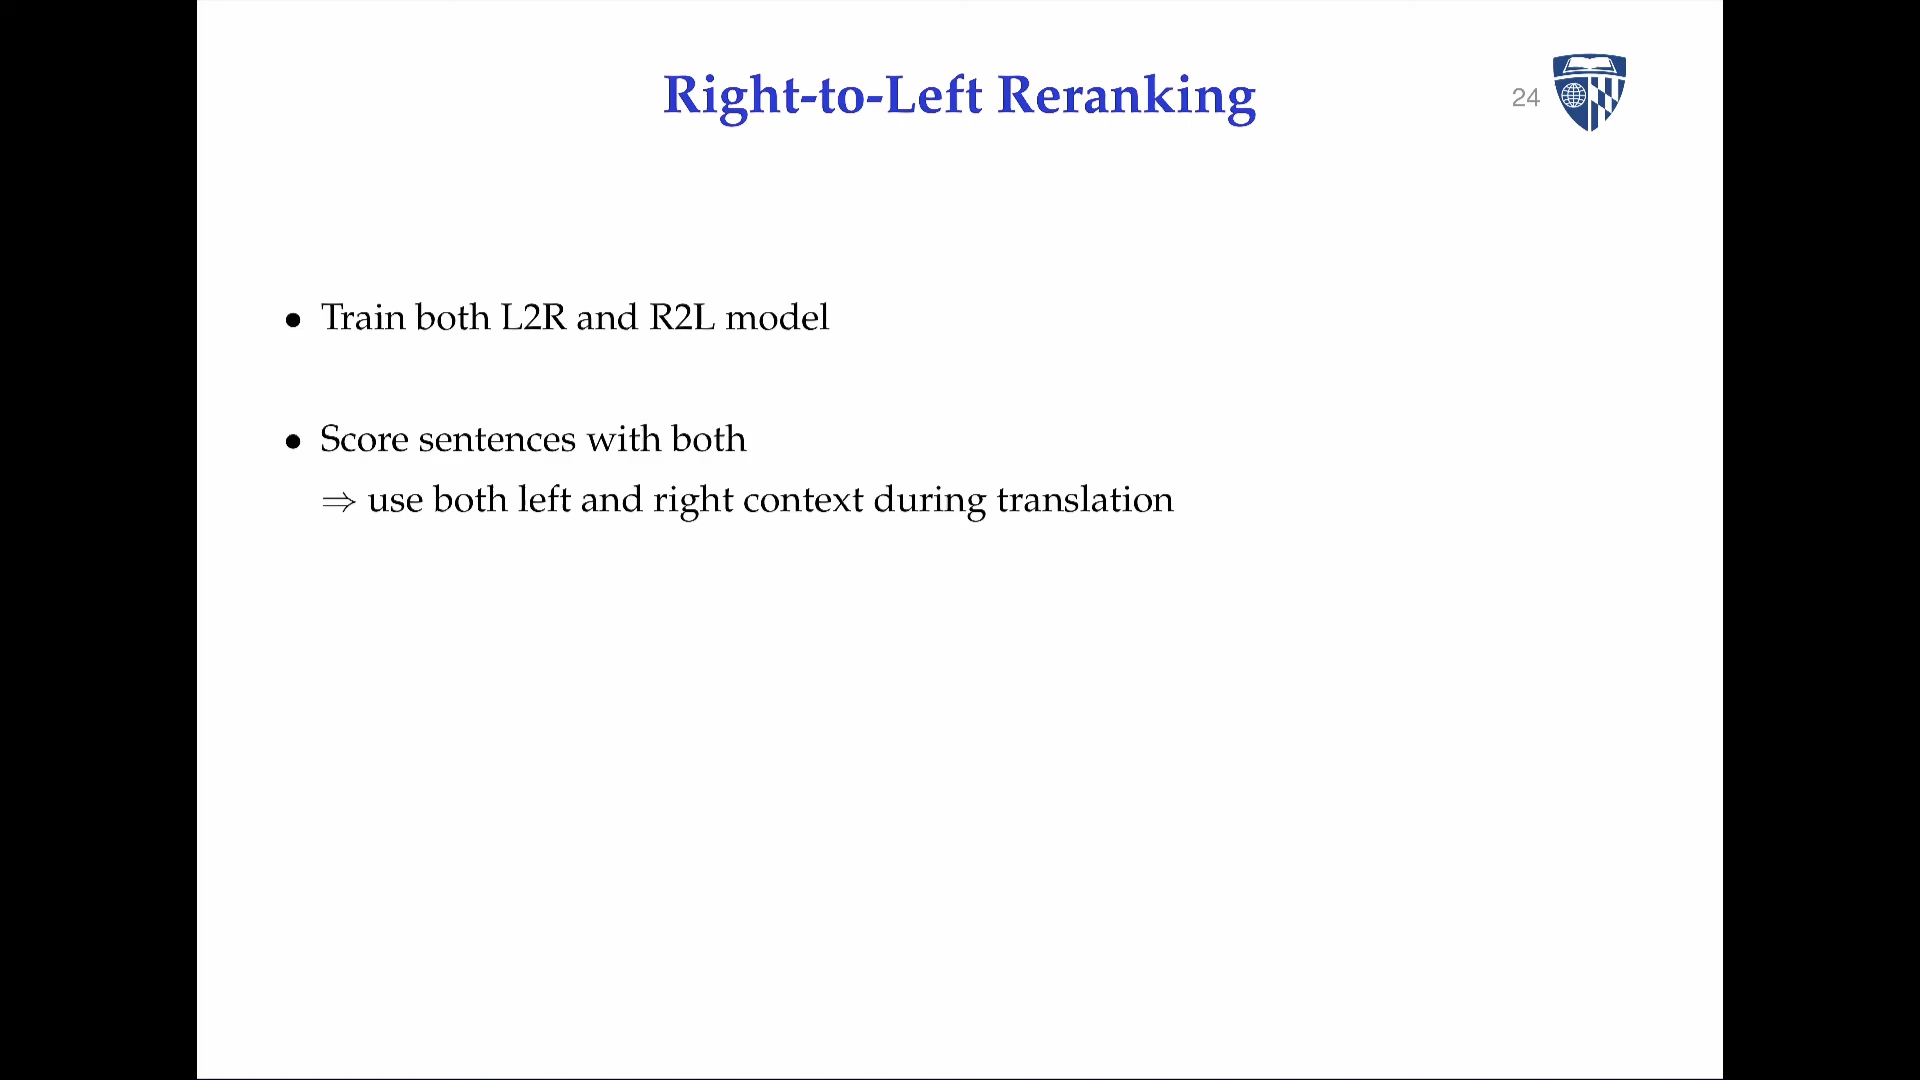 Right-to-Left Reranking
24
• Train both L2R and R2L model
• Score sentences with both
⇒ use both left and right context during translation